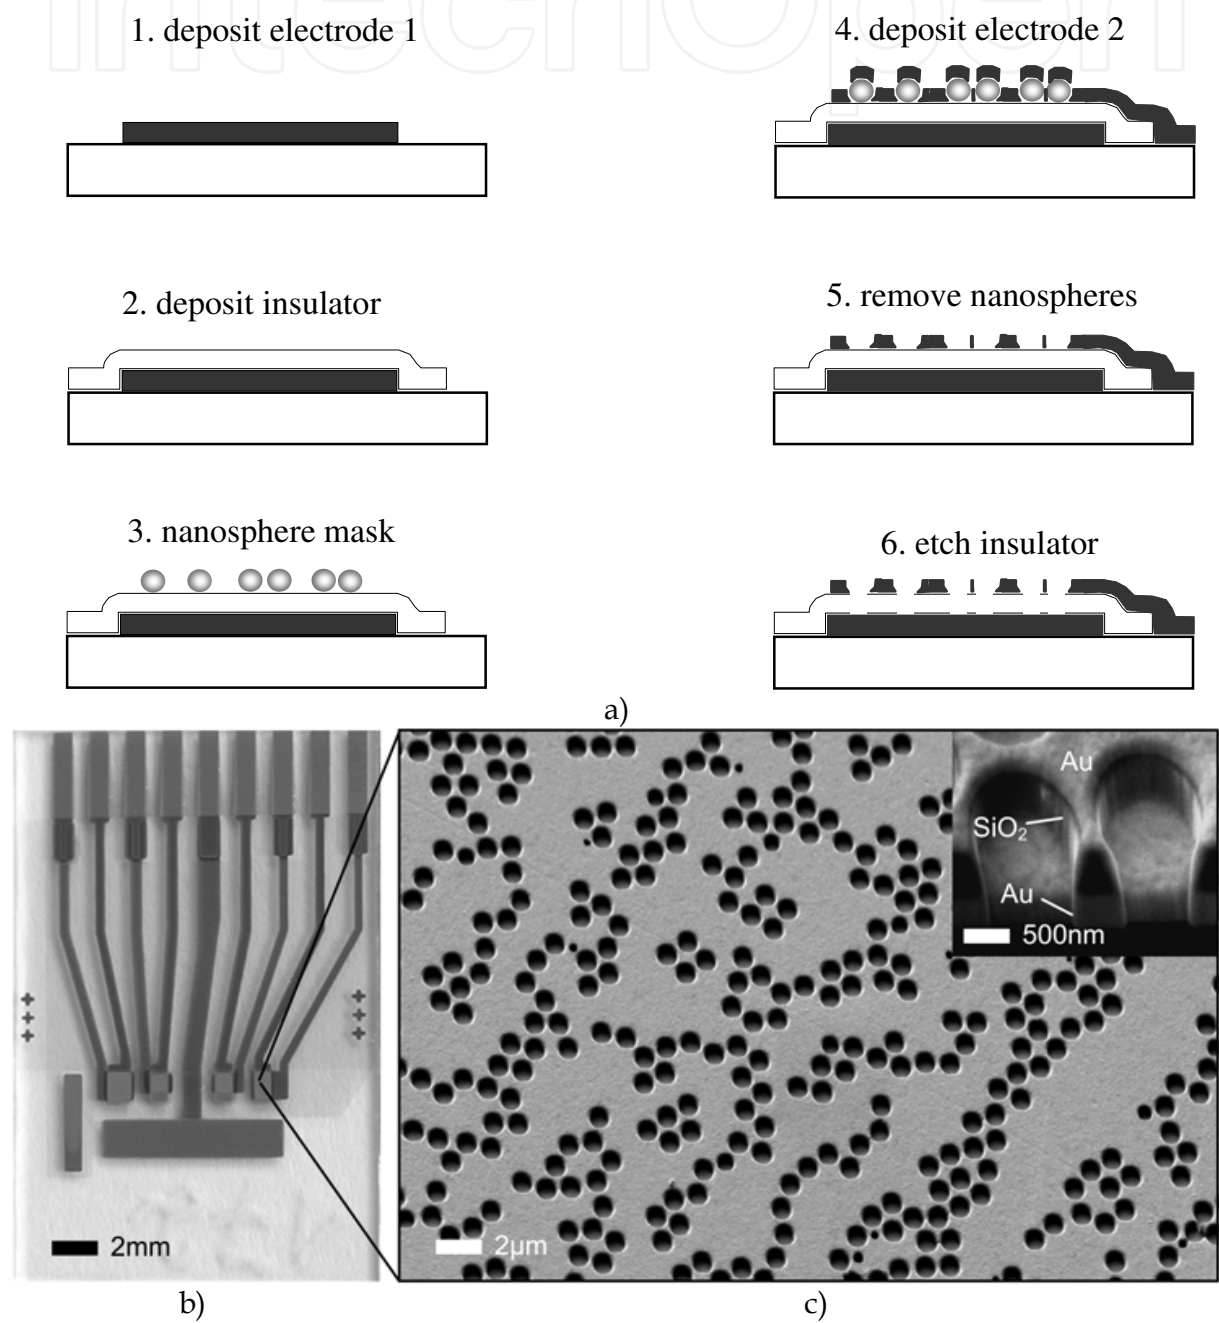 IntechOpen
1. deposit electrode 1
2. deposit insulator
3. nanosphere mask
4. deposit electrode 2
5. remove nanospheres
6. etch insulator
a)
2mm
b)
Au
SiO₂
Au
500nm
2μm
c)